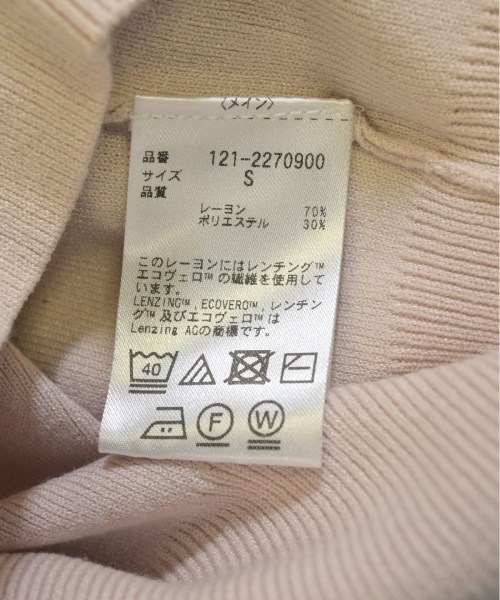 〈メイン〉
品番 121-2270900
サイズ S
品質
レーヨン 70%
ポリエステル 30%
このレーヨンにはレンチング™
エコヴェロ™の繊維を使用して
います。
LENZING™,ECOVERO™,レンチン
グ™及びエコヴェロ™は
Lenzing AGの商標です。
40
F W